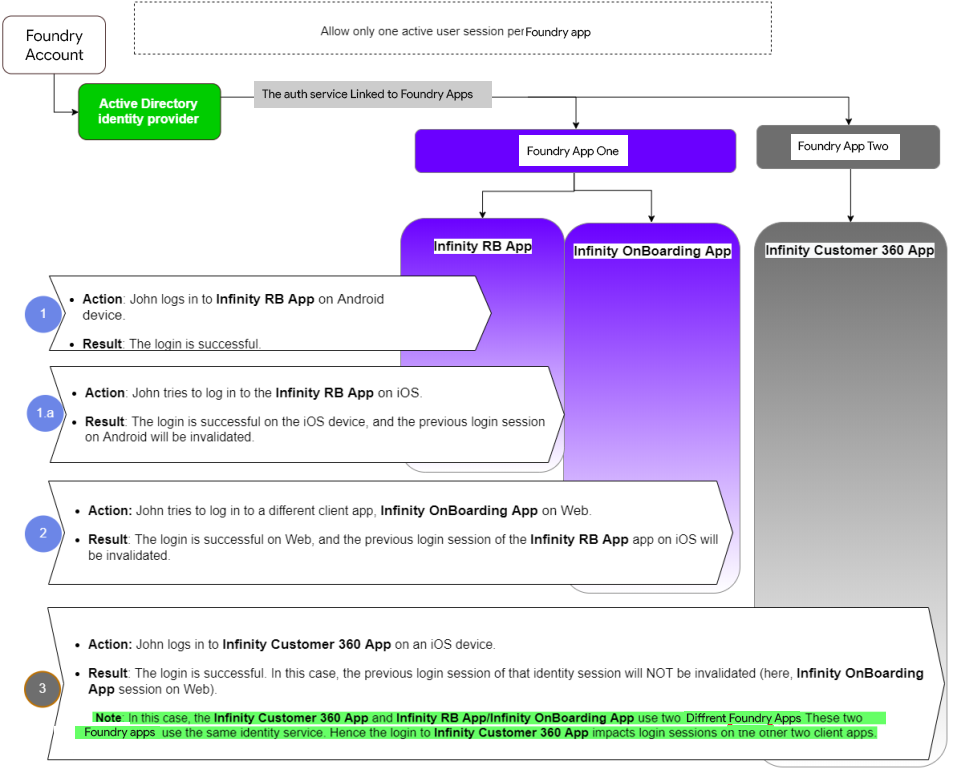 Foundry
Account
Allow only one active user session per Foundry app
Active Directory
identity provider
The auth service Linked to Foundry Apps
Foundry App One
Foundry App Two
Infinity RB App
Infinity OnBoarding App
Infinity Customer 360 App
1
• Action: John logs in to Infinity RB App on Android
device.
• Result: The login is successful.
1.a
• Action: John tries to log in to the Infinity RB App on iOS.
• Result: The login is successful on the iOS device, and the previous login session
on Android will be invalidated.
2
• Action: John tries to log in to a different client app, Infinity OnBoarding App on Web.
• Result: The login is successful on Web, and the previous login session of the Infinity RB App app on iOS will
be invalidated.
3
• Action: John logs in to Infinity Customer 360 App on an iOS device.
• Result: The login is successful. In this case, the previous login session of that identity session will NOT be invalidated (here, Infinity OnBoarding
App session on Web).
Note: In this case, the Infinity Customer 360 App and Infinity RB App/Infinity OnBoarding App use two Diffrent Foundry Apps These two
Foundry apps use the same identity service. Hence the login to Infinity Customer 360 App impacts login sessions on the other two client apps.